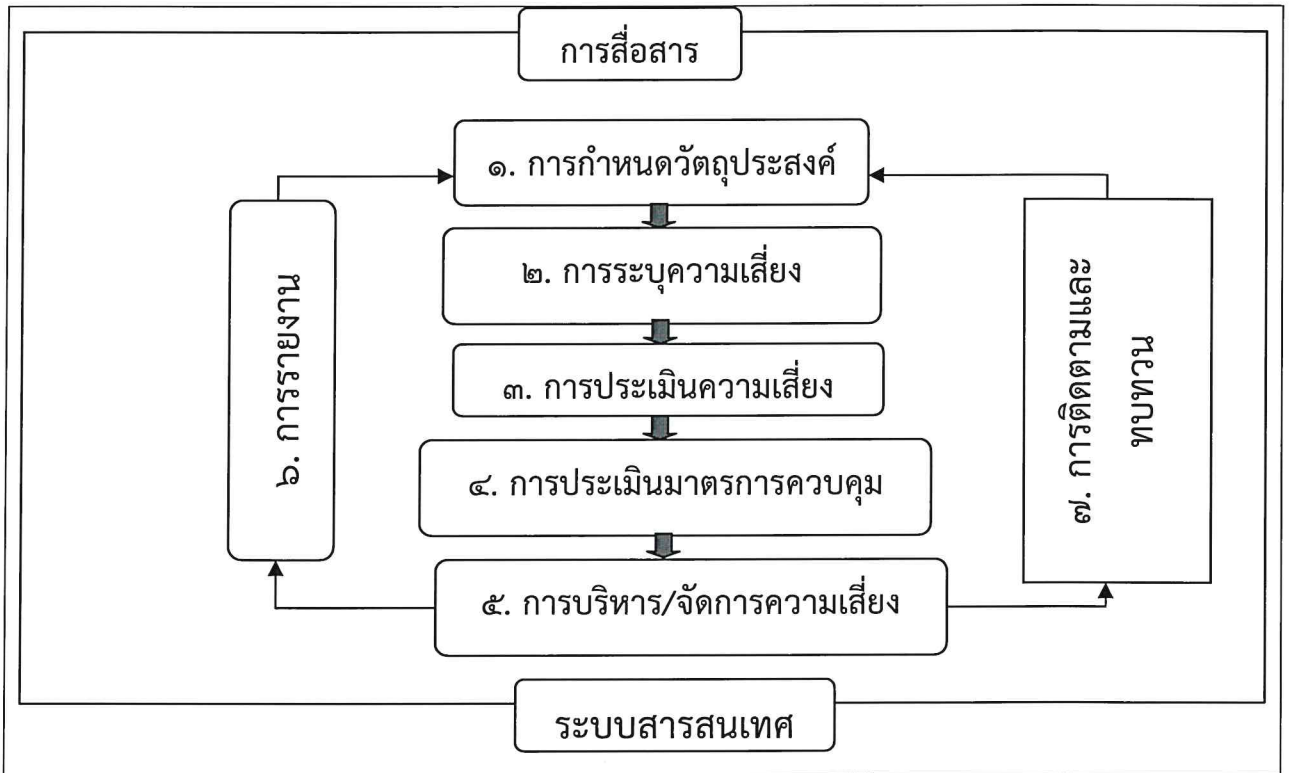 การสื่อสาร
๑. การกำหนดวัตถุประสงค์
๒. การระบุความเสี่ยง
๓. การประเมินความเสี่ยง
๔. การประเมินมาตรการควบคุม
๕. การบริหาร/จัดการความเสี่ยง
๖. การรายงาน
๗. การติดตามและ
ทบทวน
ระบบสารสนเทศ